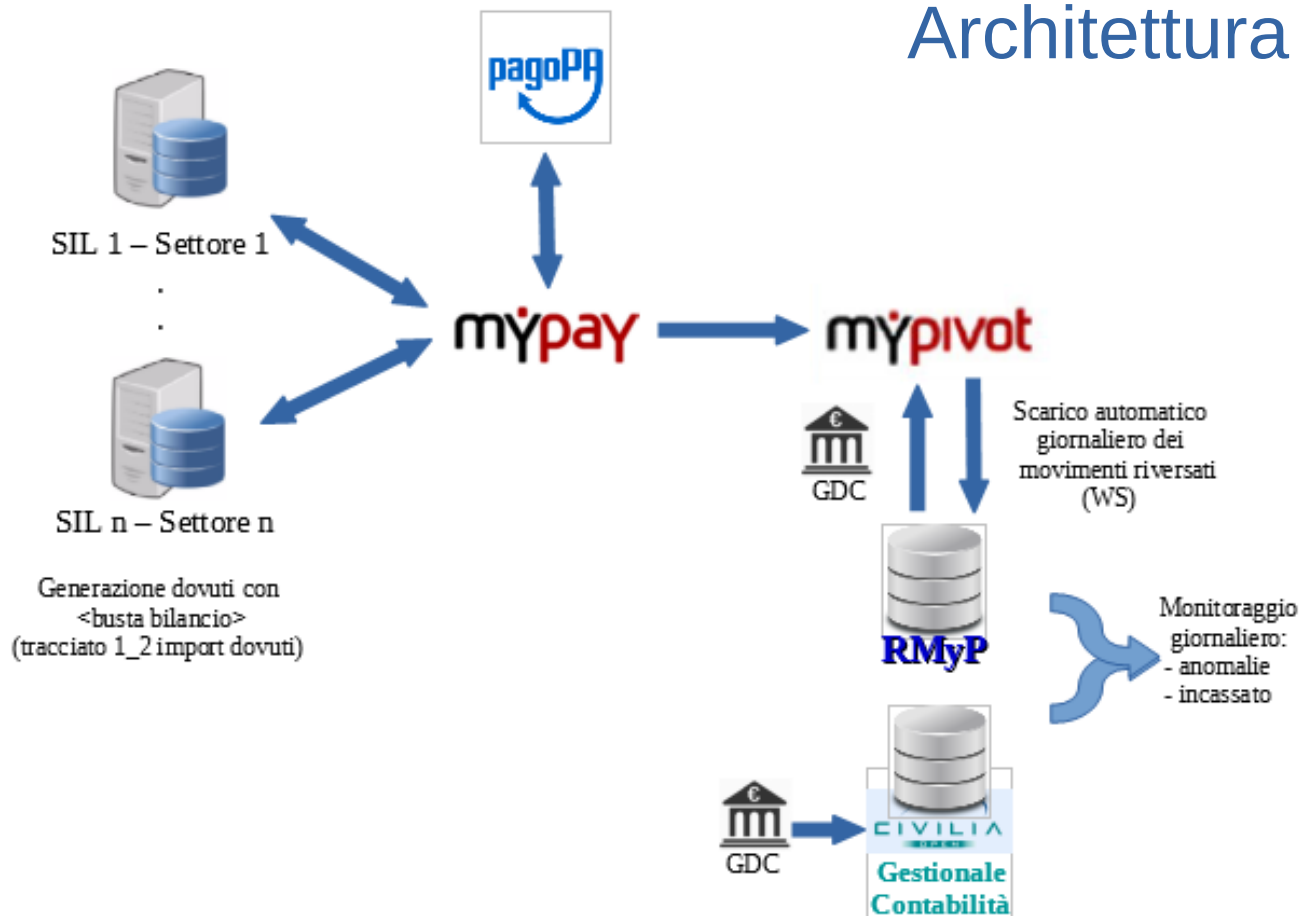 Architettura
pagoPA
SIL 1 – Settore 1
.
.
SIL n – Settore n
Generazione dovuti con
<busta bilancio>
(tracciato 1_2 import dovuti)
mypay
mypivot
€
GDC
Scarico automatico
giornaliero dei
movimenti riversati
(WS)
RMyP
Monitoraggio
giornaliero:
- anomalie
- incassato
€
GDC
CIVILIA
OPEN
Gestionale
Contabilità